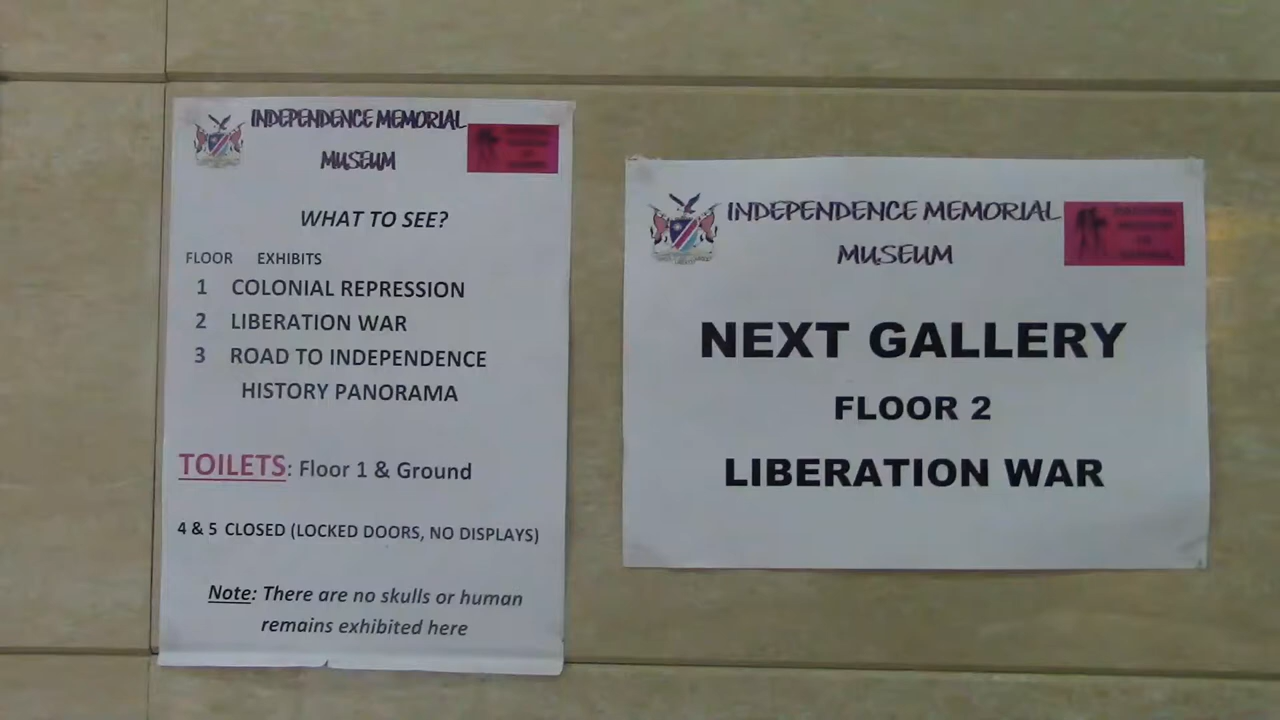 INDEPENDENCE MEMORIAL
MUSEUM
WHAT TO SEE?
FLOOR EXHIBITS
1 COLONIAL REPRESSION
2 LIBERATION WAR
3 ROAD TO INDEPENDENCE
HISTORY PANORAMA
TOILETS: Floor 1 & Ground
4 & 5 CLOSED (LOCKED DOORS, NO DISPLAYS)
Note: There are no skulls or human
remains exhibited here
INDEPENDENCE MEMORIAL
MUSEUM
NEXT GALLERY
FLOOR 2
LIBERATION WAR